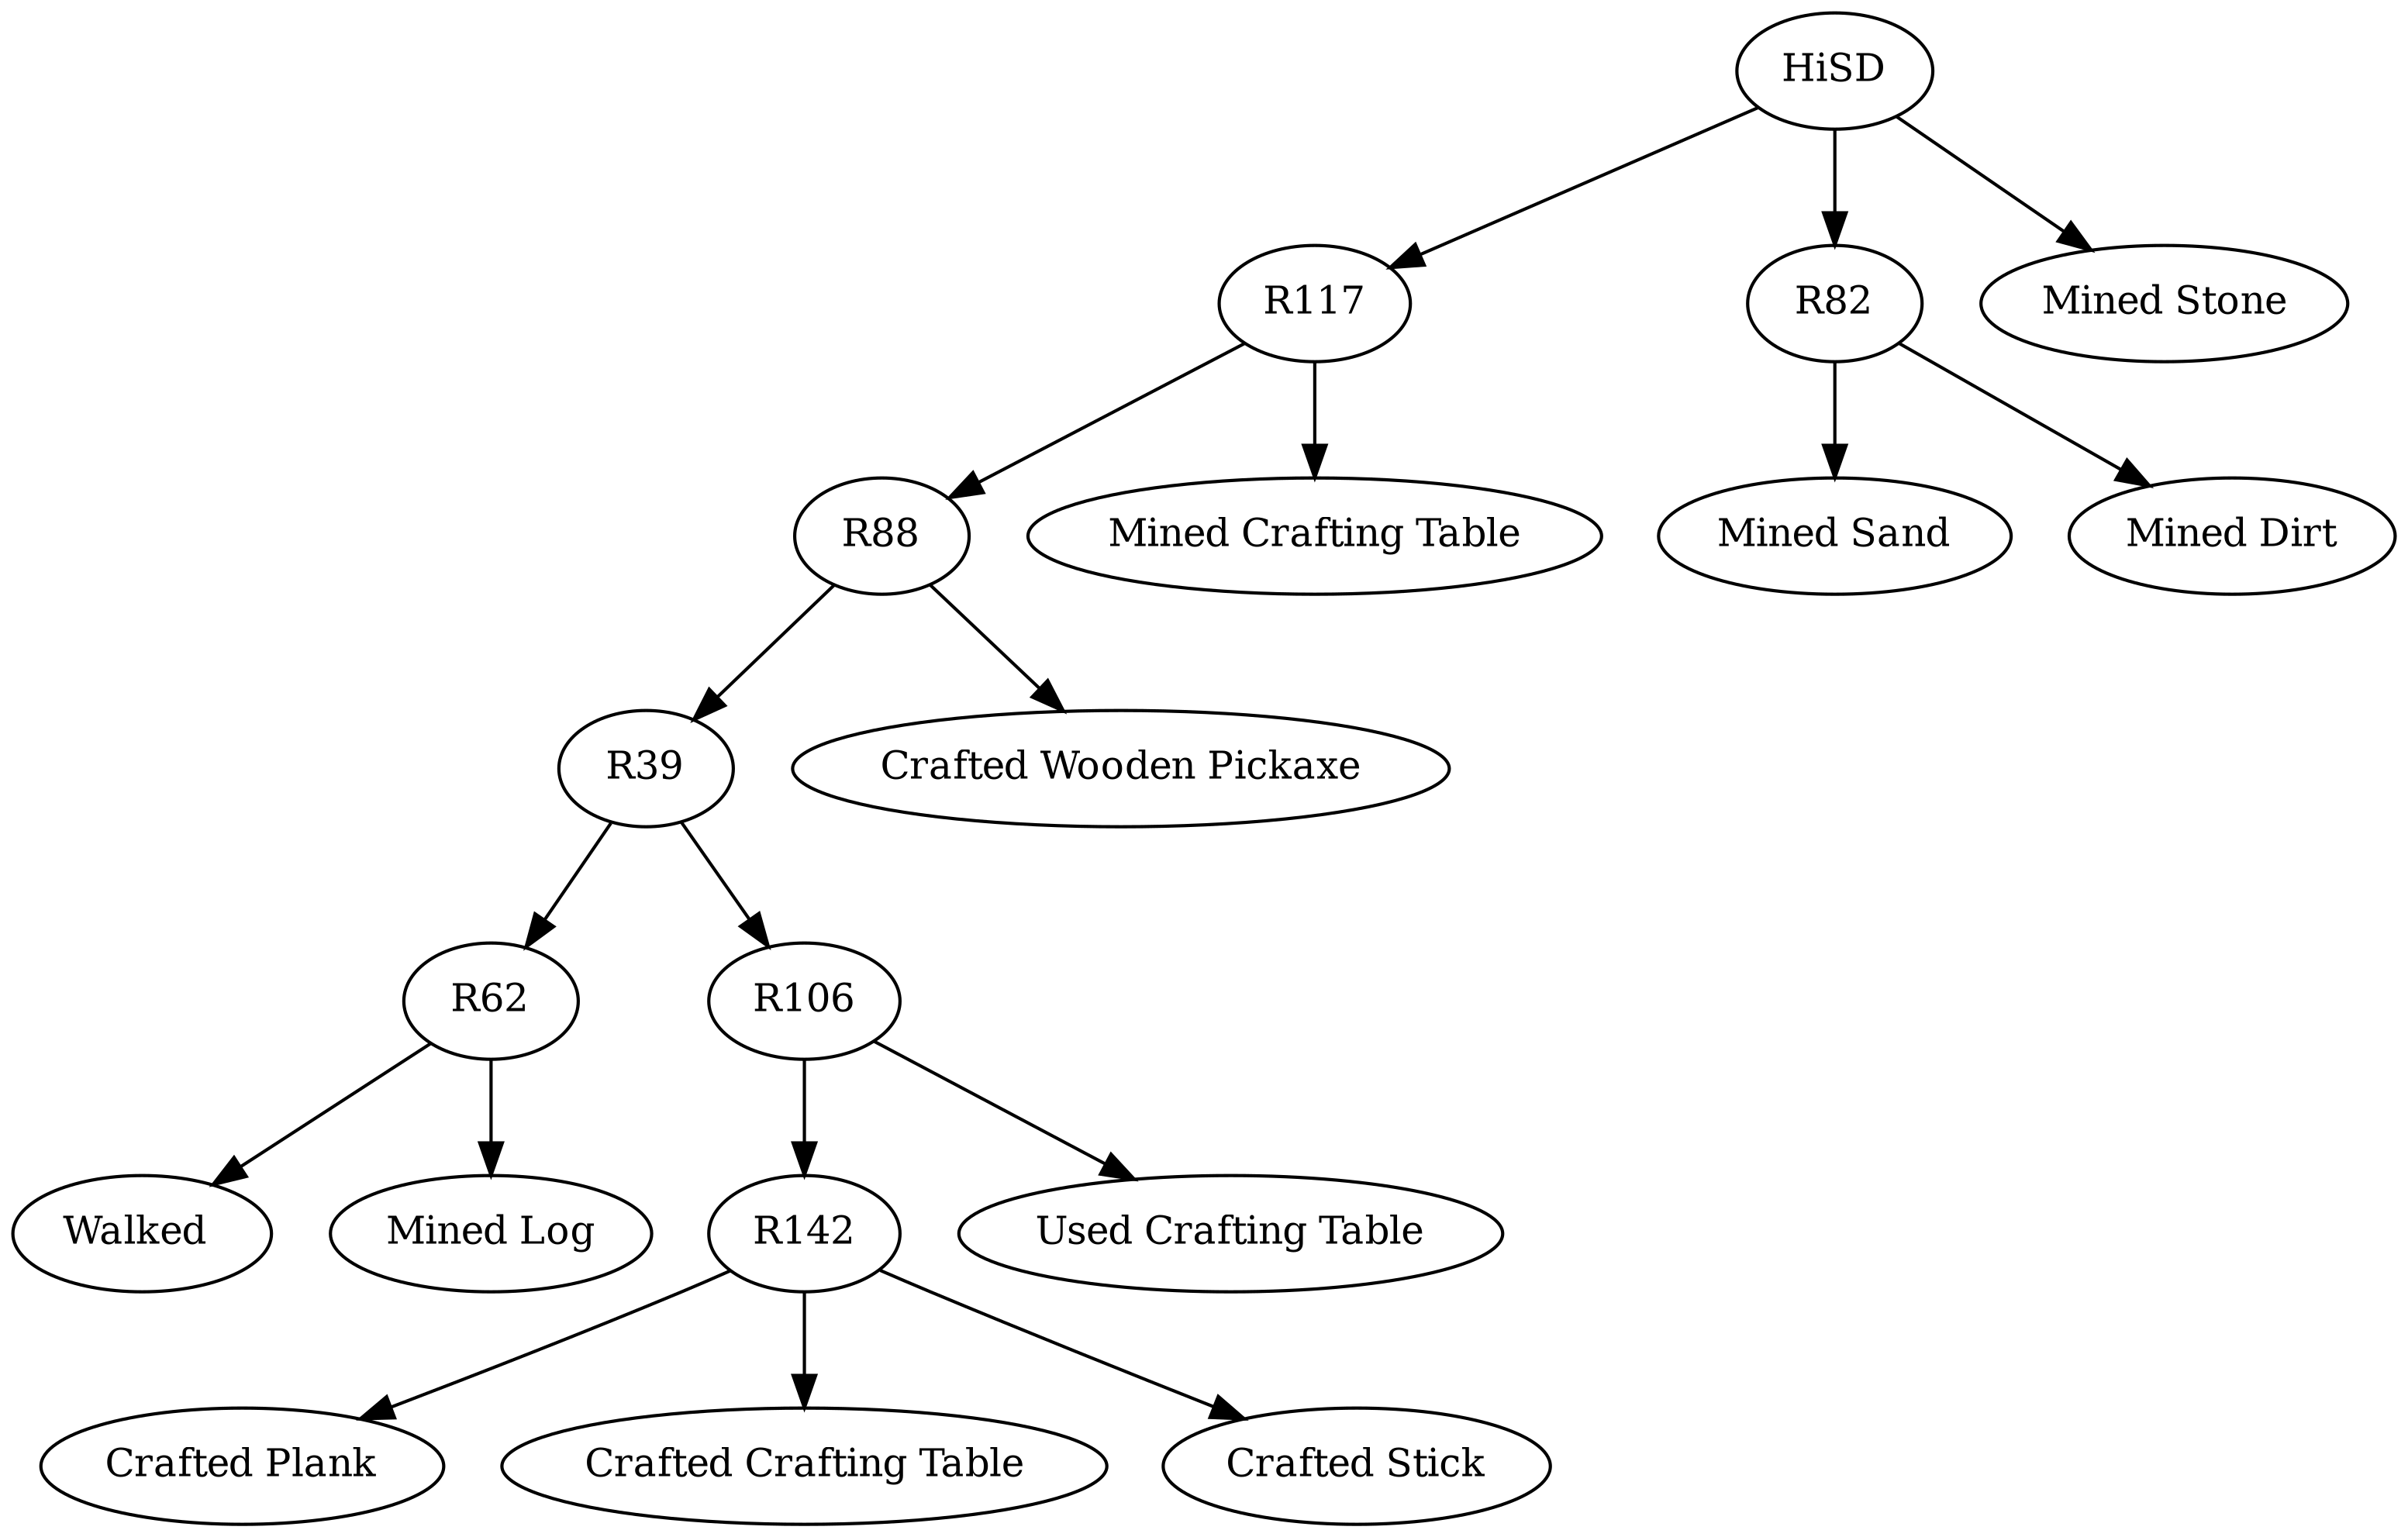 HiSD
R117
R82
Mined Stone
R88
Mined Crafting Table
Mined Sand
Mined Dirt
R39
Crafted Wooden Pickaxe
R62
R106
Walked
Mined Log
R142
Used Crafting Table
Crafted Plank
Crafted Crafting Table
Crafted Stick